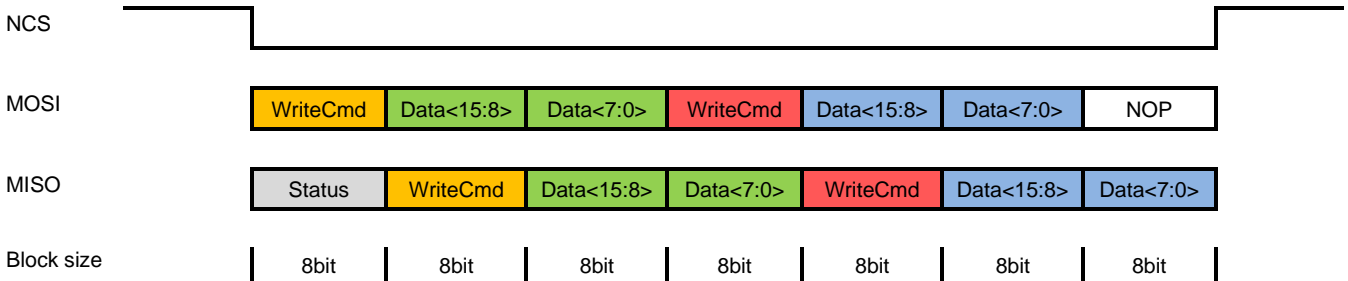 NCS
MOSI WriteCmd Data<15:8> Data<7:0> WriteCmd Data<15:8> Data<7:0> NOP
MISO Status WriteCmd Data<15:8> Data<7:0> WriteCmd Data<15:8> Data<7:0>
Block size 8bit 8bit 8bit 8bit 8bit 8bit 8bit